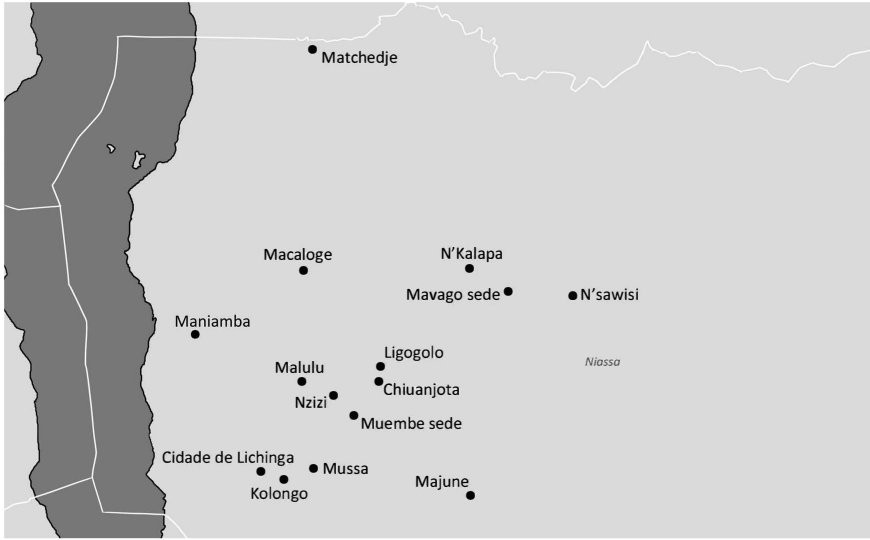 Matchedje
Macaloge
N'Kalapa
Mavago sede
N'sawisi
Maniamba
Ligogolo
Niassa
Malulu
Chiuanjota
Nzizi
Muembe sede
Cidade de Lichinga
Mussa
Kolongo
Majune